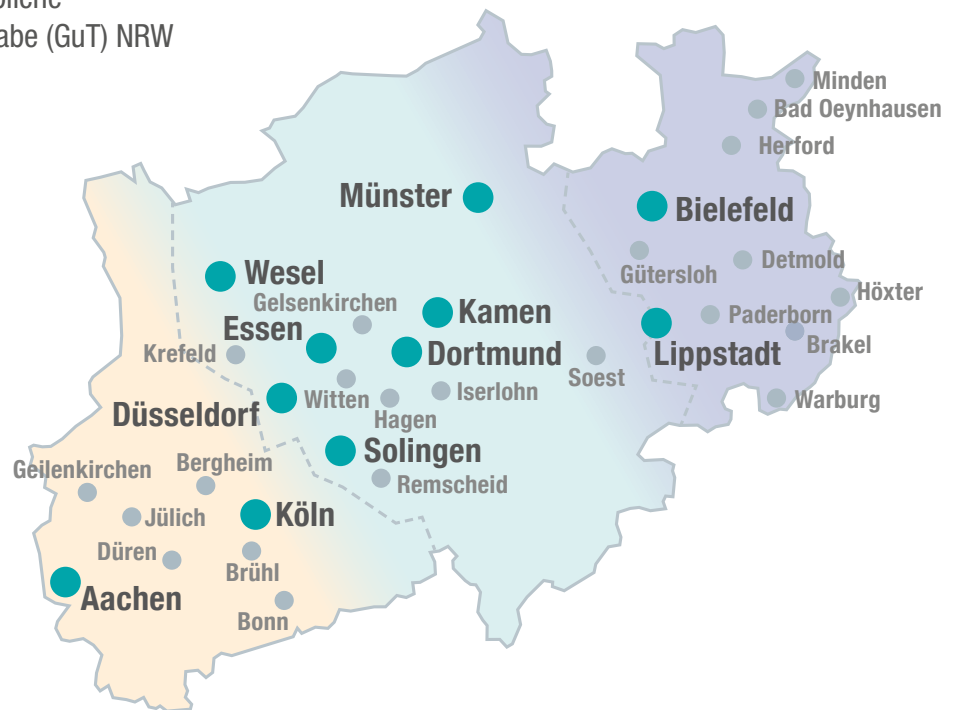 abe (GuT) NRW
Minden
Bad Oeynhausen
Herford
Münster
Bielefeld
Wesel
Gütersloh
Detmold
Höxter
Gelsenkirchen
Kamen
Paderborn
Essen
Krefeld
Dortmund
Lippstadt
Brakel
Soest
Düsseldorf
Witten
Iserlohn
Hagen
Warburg
Solingen
Bergheim
Geilenkirchen
Remscheid
Jülich
Köln
Düren
Brühl
Aachen
Bonn